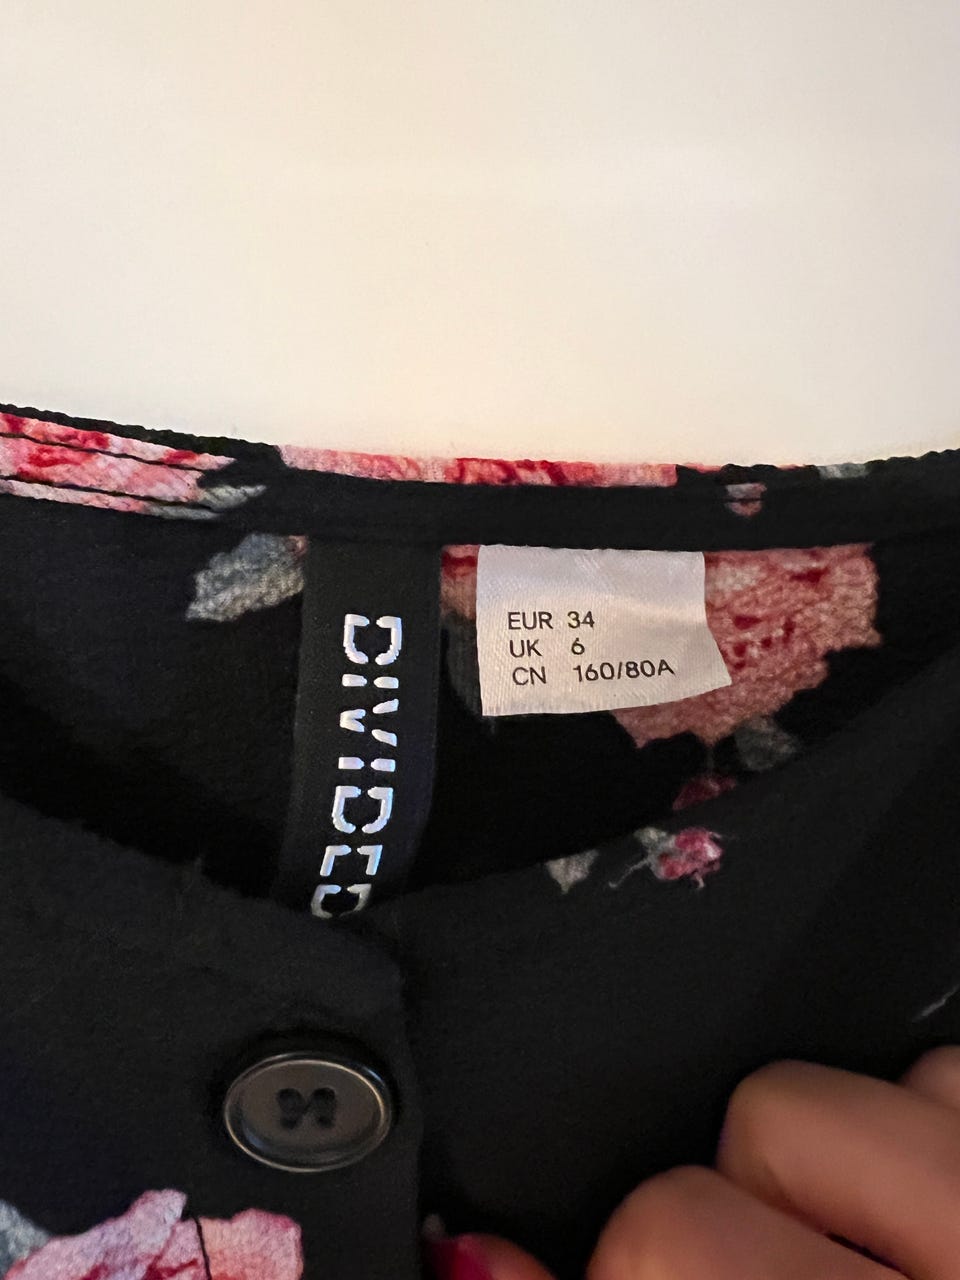 DIVIDED
EUR 34
UK 6
CN 160/80A